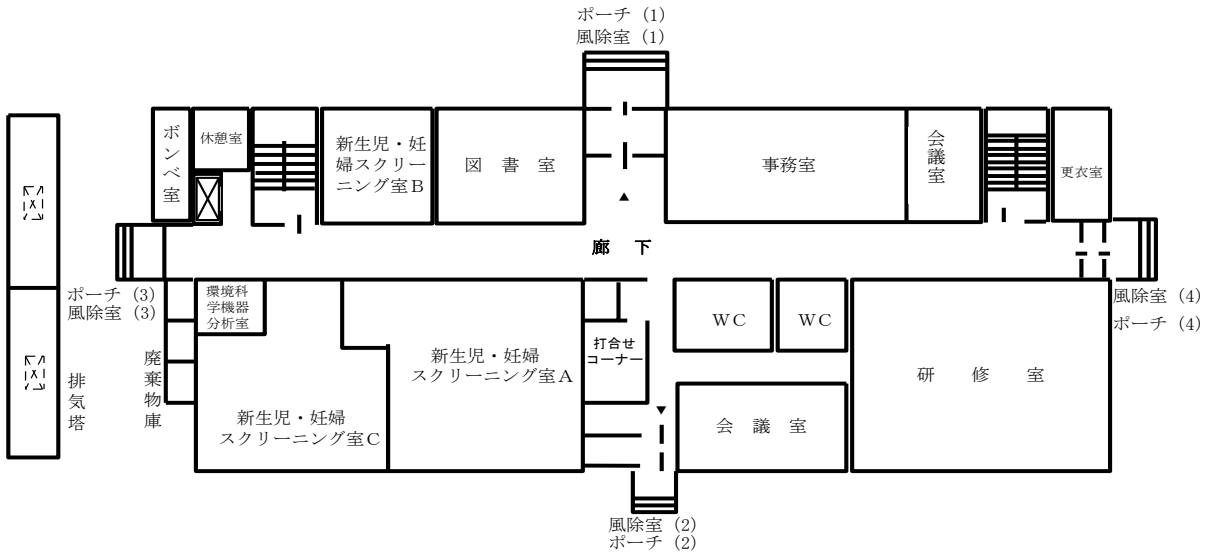 ポーチ（1）
風除室（1）
ボンベ室
休憩室
新生児・妊
婦スクリー
ニング室Ｂ
図　書　室
事務室
会議室
更衣室
廊　下
ポーチ（3）
風除室（3）
環境科
学機器
分析室
ＷＣ
ＷＣ
風除室（4）
ポーチ（4）
打合せ
コーナー
新生児・妊婦
スクリーニング室Ａ
研　修　室
廃棄物庫
排気塔
新生児・妊婦
スクリーニング室Ｃ
会　議　室
風除室（2）
ポーチ（2）